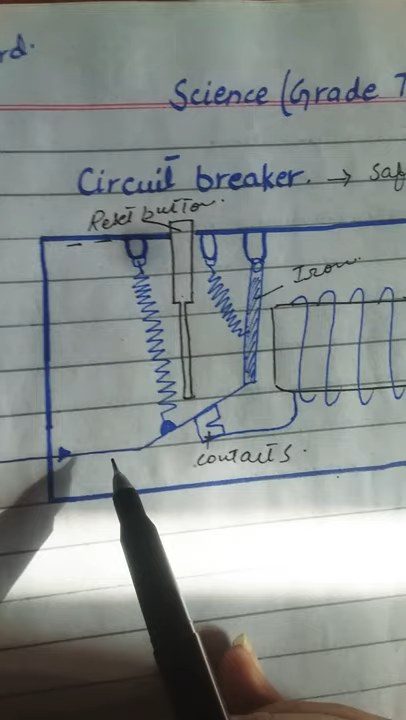 rd.
Science (Grade 7
Circuit breaker. → Saf
Reset button.
Iron.
contacts.